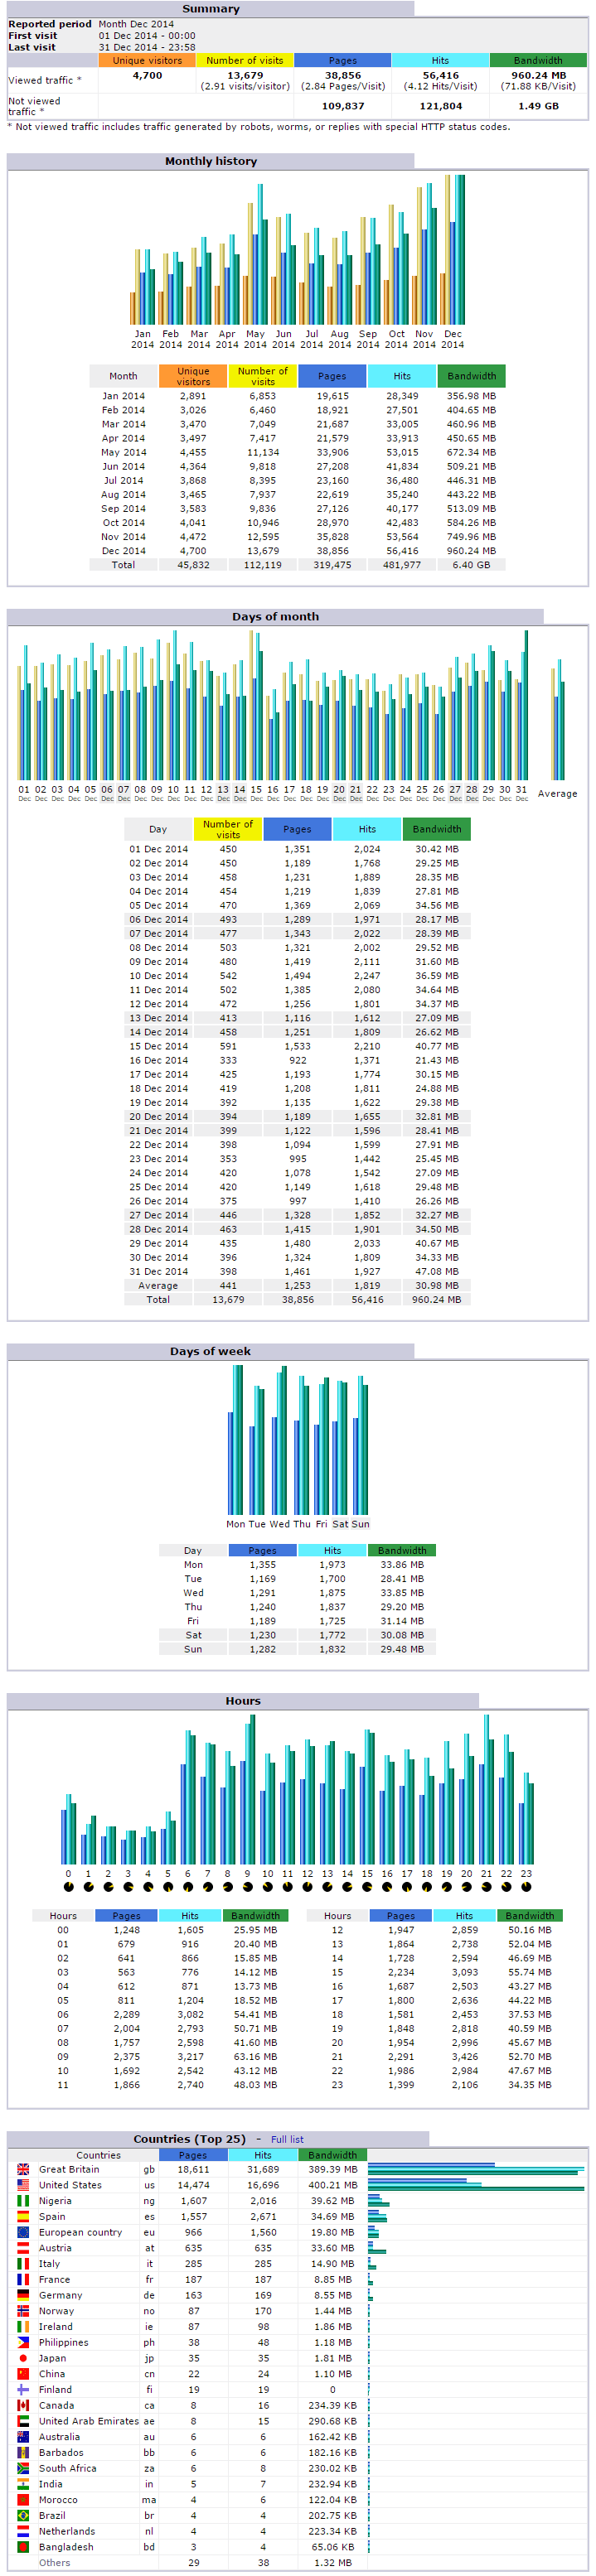 Summary
Reported period Month Dec 2014
First visit 01 Dec 2014 - 00:00
Last visit 31 Dec 2014 - 23:58
Unique visitors Number of visits Pages Hits Bandwidth
Viewed traffic * 4,700 13,679 38,856 56,416 960.24 MB
(2.91 visits/visitor) (2.84 Pages/Visit) (4.12 Hits/Visit) (71.88 KB/Visit)
Not viewed
traffic * 109,837 121,804 1.49 GB
* Not viewed traffic includes traffic generated by robots, worms, or replies with special HTTP status codes.
Monthly history
Jan Feb Mar Apr May Jun Jul Aug Sep Oct Nov Dec
2014 2014 2014 2014 2014 2014 2014 2014 2014 2014 2014 2014
Month Unique visitors Number of visits Pages Hits Bandwidth
Jan 2014 2,891 6,853 19,615 28,349 356.98 MB
Feb 2014 3,026 6,460 18,921 27,501 404.65 MB
Mar 2014 3,470 7,049 21,687 33,005 460.96 MB
Apr 2014 3,497 7,417 21,579 33,913 450.65 MB
May 2014 4,455 11,134 33,906 53,015 672.34 MB
Jun 2014 4,364 9,818 27,208 41,834 509.21 MB
Jul 2014 3,868 8,395 23,160 36,480 446.31 MB
Aug 2014 3,465 7,937 22,619 35,240 443.22 MB
Sep 2014 3,583 9,836 27,126 40,177 513.09 MB
Oct 2014 4,041 10,946 28,970 42,483 584.26 MB
Nov 2014 4,472 12,595 35,828 53,564 749.96 MB
Dec 2014 4,700 13,679 38,856 56,416 960.24 MB
Total 45,832 112,119 319,475 481,977 6.40 GB
Days of month
01 02 03 04 05 06 07 08 09 10 11 12 13 14 15 16 17 18 19 20 21 22 23 24 25 26 27 28 29 30 31 Average
Dec Dec Dec Dec Dec Dec Dec Dec Dec Dec Dec Dec Dec Dec Dec Dec Dec Dec Dec Dec Dec Dec Dec Dec Dec Dec Dec Dec Dec Dec Dec
Day Number of visits Pages Hits Bandwidth
01 Dec 2014 450 1,351 2,024 30.42 MB
02 Dec 2014 450 1,189 1,768 29.25 MB
03 Dec 2014 458 1,231 1,889 28.35 MB
04 Dec 2014 454 1,219 1,839 27.81 MB
05 Dec 2014 470 1,369 2,069 34.56 MB
06 Dec 2014 493 1,289 1,971 28.17 MB
07 Dec 2014 477 1,343 2,022 28.39 MB
08 Dec 2014 503 1,321 2,002 29.52 MB
09 Dec 2014 480 1,419 2,111 31.60 MB
10 Dec 2014 542 1,494 2,247 36.59 MB
11 Dec 2014 502 1,385 2,080 34.64 MB
12 Dec 2014 472 1,256 1,801 34.37 MB
13 Dec 2014 413 1,116 1,612 27.09 MB
14 Dec 2014 458 1,251 1,809 26.62 MB
15 Dec 2014 591 1,533 2,210 40.77 MB
16 Dec 2014 333 922 1,371 21.43 MB
17 Dec 2014 425 1,193 1,774 30.15 MB
18 Dec 2014 419 1,208 1,811 24.88 MB
19 Dec 2014 392 1,135 1,622 29.38 MB
20 Dec 2014 394 1,189 1,655 32.81 MB
21 Dec 2014 399 1,122 1,596 28.41 MB
22 Dec 2014 398 1,094 1,599 27.91 MB
23 Dec 2014 353 995 1,442 25.45 MB
24 Dec 2014 420 1,078 1,542 27.09 MB
25 Dec 2014 420 1,149 1,618 29.48 MB
26 Dec 2014 375 997 1,410 26.26 MB
27 Dec 2014 446 1,328 1,852 32.27 MB
28 Dec 2014 463 1,415 1,901 34.50 MB
29 Dec 2014 435 1,480 2,033 40.67 MB
30 Dec 2014 396 1,324 1,809 34.33 MB
31 Dec 2014 398 1,461 1,927 47.08 MB
Average 441 1,253 1,819 30.98 MB
Total 13,679 38,856 56,416 960.24 MB
Days of week
Mon Tue Wed Thu Fri Sat Sun
Day Pages Hits Bandwidth
Mon 1,355 1,973 33.86 MB
Tue 1,169 1,700 28.41 MB
Wed 1,291 1,875 33.85 MB
Thu 1,240 1,837 29.20 MB
Fri 1,189 1,725 31.14 MB
Sat 1,230 1,772 30.08 MB
Sun 1,282 1,832 29.48 MB
Hours
0 1 2 3 4 5 6 7 8 9 10 11 12 13 14 15 16 17 18 19 20 21 22 23
Hours Pages Hits Bandwidth Hours Pages Hits Bandwidth
00 1,248 1,605 25.95 MB 12 1,947 2,859 50.16 MB
01 679 916 20.40 MB 13 1,864 2,738 52.04 MB
02 641 866 15.85 MB 14 1,728 2,594 46.69 MB
03 563 776 14.12 MB 15 2,234 3,093 55.74 MB
04 612 871 13.73 MB 16 1,687 2,503 43.27 MB
05 811 1,204 18.52 MB 17 1,800 2,636 44.22 MB
06 2,289 3,082 54.41 MB 18 1,581 2,453 37.53 MB
07 2,004 2,793 50.71 MB 19 1,848 2,818 40.59 MB
08 1,757 2,598 41.60 MB 20 1,954 2,996 45.67 MB
09 2,375 3,217 63.16 MB 21 2,291 3,426 52.70 MB
10 1,692 2,504 43.12 MB 22 1,986 2,984 47.67 MB
11 1,866 2,740 48.03 MB 23 1,399 2,106 34.35 MB
Countries (Top 25) - Full list
Countries Pages Hits Bandwidth
Great Britain gb 18,611 31,689 389.39 MB
United States us 14,474 16,696 400.21 MB
Nigeria ng 1,607 2,016 39.62 MB
Spain es 1,557 2,671 34.69 MB
European country eu 966 1,560 19.80 MB
Austria at 635 635 33.60 MB
Italy it 285 285 14.90 MB
France fr 187 187 8.85 MB
Germany de 163 169 8.55 MB
Norway no 87 170 1.44 MB
Ireland ie 87 98 1.86 MB
Philippines ph 38 48 1.18 MB
Japan jp 35 35 1.81 MB
China cn 22 24 1.10 MB
Finland fi 19 19 0
Canada ca 8 16 234.39 KB
United Arab Emirates ae 8 15 290.68 KB
Australia au 6 6 162.42 KB
Barbados bb 6 6 182.16 KB
South Africa za 6 8 230.02 KB
India in 5 7 232.94 KB
Morocco ma 4 6 122.04 KB
Brazil br 4 4 202.75 KB
Netherlands nl 4 4 223.34 KB
Bangladesh bd 3 4 65.06 KB
Others 29 38 1.32 MB